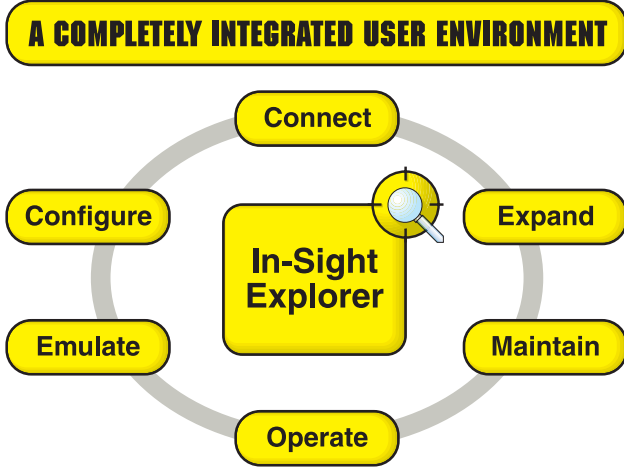 A COMPLETELY INTEGRATED USER ENVIRONMENT
Connect
Configure
Expand
In-Sight
Explorer
Emulate
Maintain
Operate